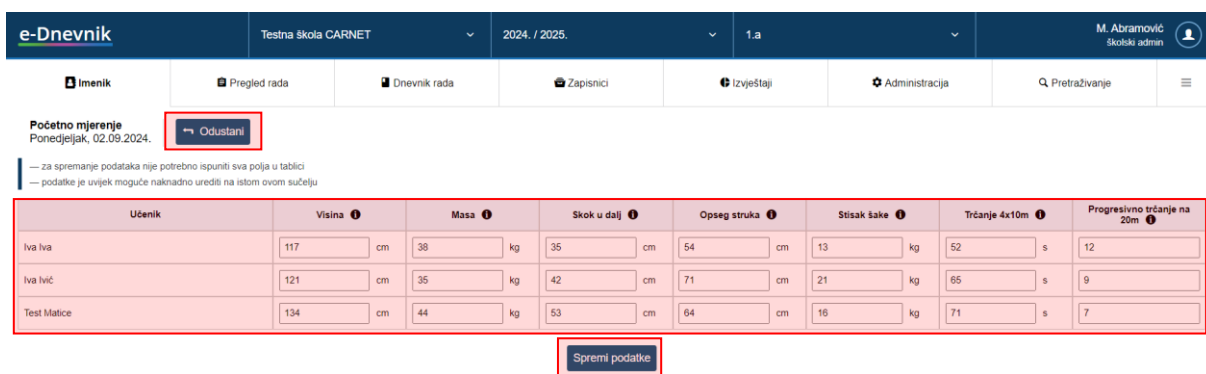 e-Dnevnik
Testna škola CARNET
2024. / 2025.
1.a
M. Abramović
školski admin
Imenik
Pregled rada
Dnevnik rada
Zapisnici
Izvještaji
Administracija
Pretraživanje
Početno mjerenje
Ponedjeljak, 02.09.2024.
Odustani
— za spremanje podataka nije potrebno ispuniti sva polja u tablici
— podatke je uvijek moguće naknadno urediti na istom ovom sučelju
Učenik Visina Masa Skok u dalj Opseg struka Stisak šake Trčanje 4x10m Progresivno trčanje na
20m
Iva Iva 117 cm 38 kg 35 cm 54 cm 13 kg 52 s 12
Iva Ivić 121 cm 35 kg 42 cm 71 cm 21 kg 65 s 9
Test Matice 134 cm 44 kg 53 cm 64 cm 16 kg 71 s 7
Spremi podatke